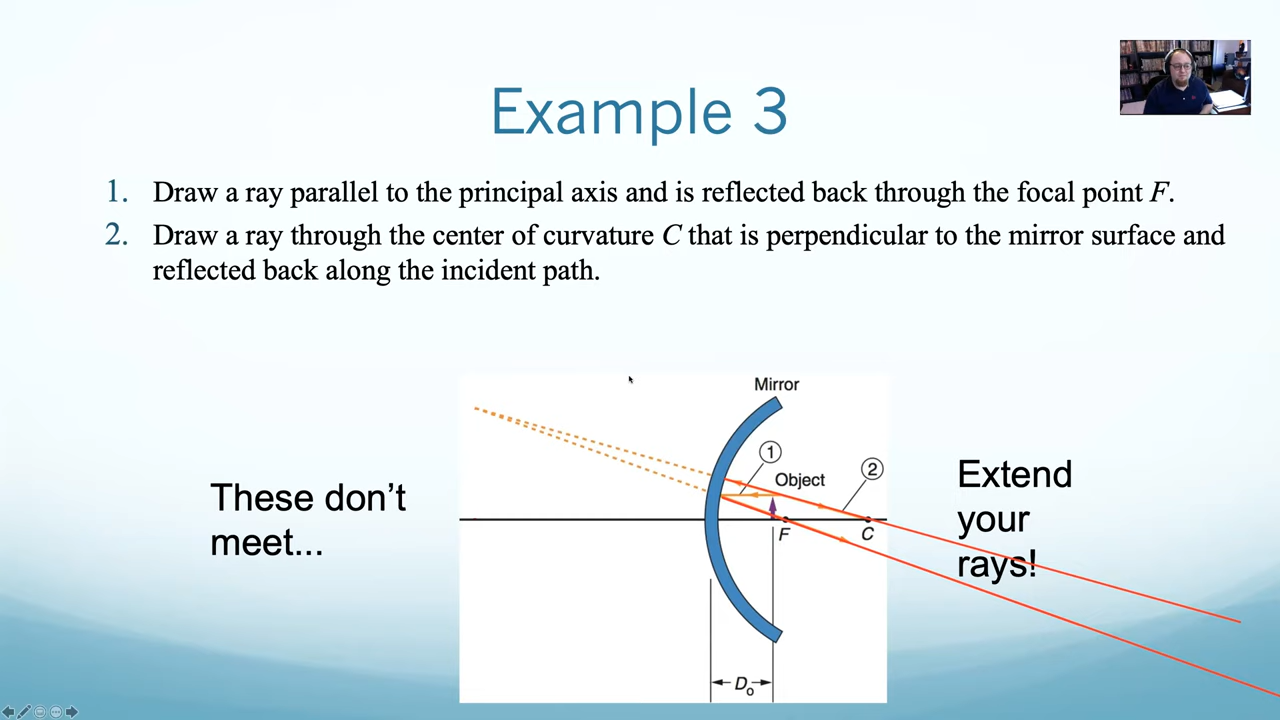 Example 3
1. Draw a ray parallel to the principal axis and is reflected back through the focal point F.
2. Draw a ray through the center of curvature C that is perpendicular to the mirror surface and
reflected back along the incident path.
Mirror
1
Object
2
These don’t
meet...
Extend
your
rays!
F
C
Do